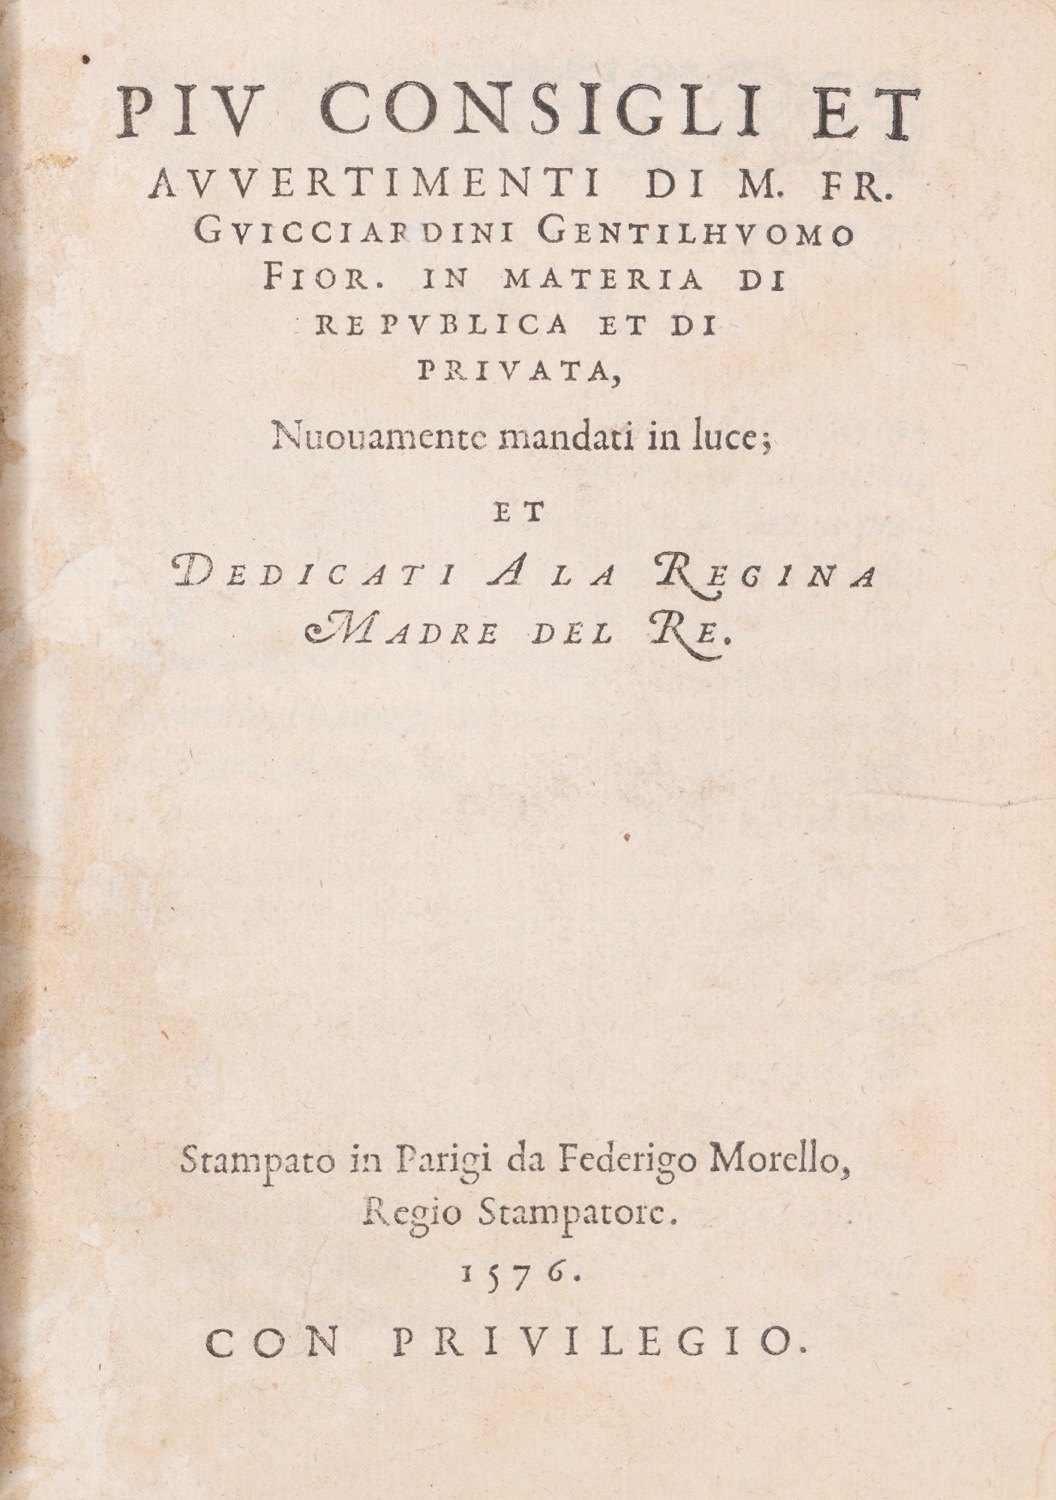 PIV CONSIGLI ET
AVVERTIMENTI DI M. FR.
GVICCIARDINI GENTILHVOMO
FIOR. IN MATERIA DI
REPVBLICA ET DI
PRIVATA,
Nuouamente mandati in luce;
ET
DEDICATI ALA REGINA
MADRE DEL RE.
Stampato in Parigi da Federigo Morello,
Regio Stampatore.
1576.
CON PRIVILEGIO.